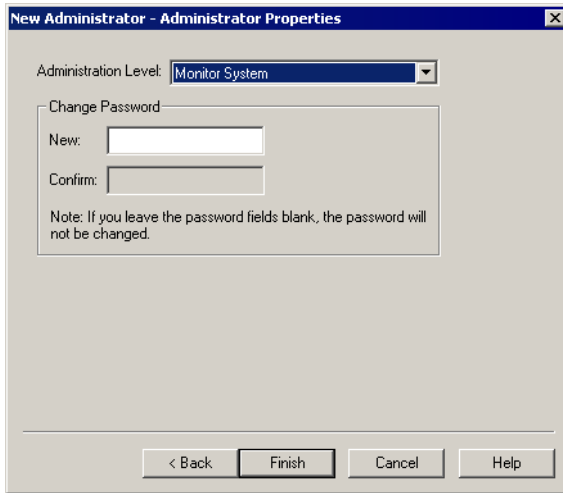 New Administrator - Administrator Properties
Administration Level: Monitor System
Change Password
New:
Confirm:
Note: If you leave the password fields blank, the password will
not be changed.
< Back Finish Cancel Help